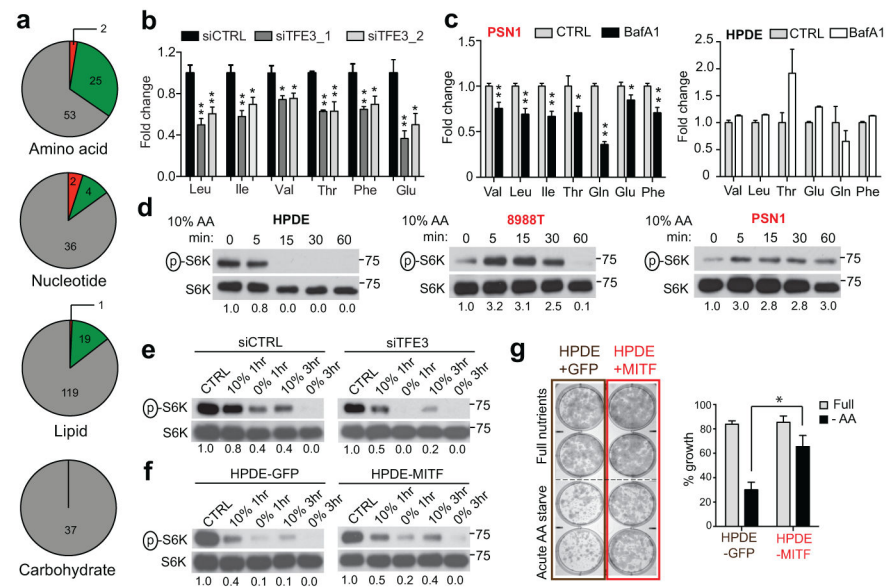 a
2
25
53
Amino acid
2
4
36
Nucleotide
1
19
119
Lipid
37
Carbohydrate
b
siCTRL siTFE3_1 siTFE3_2
Fold change
1.2
0.8
0.4
0.0
** ** * * * * ** ** ** * ** *
Leu Ile Val Thr Phe Glu
c
PSN1 CTRL BafA1
Fold change
1.5
1.0
0.5
0.0
** ** ** * ** * **
Val Leu Ile Thr Gln Glu Phe
HPDE CTRL BafA1
Fold change
2.5
2.0
1.5
1.0
0.5
0
Val Leu Thr Glu Gln Phe
d
10% AA HPDE
min: 0 5 15 30 60
p-S6K -75
S6K -75
1.0 0.8 0.0 0.0 0.0
10% AA 8988T
min: 0 5 15 30 60
p-S6K -75
S6K -75
1.0 3.2 3.1 2.5 0.1
10% AA PSN1
min: 0 5 15 30 60
p-S6K -75
S6K -75
1.0 3.0 2.8 2.8 3.0
e
siCTRL siTFE3
CTRL 10% 1hr 0% 1hr 10% 3hr 0% 3hr CTRL 10% 1hr 0% 1hr 10% 3hr 0% 3hr
p-S6K 75
S6K
1.0 0.8 0.4 0.4 0.0 1.0 0.5 0.0 0.2 0.0
f
HPDE-GFP HPDE-MITF
CTRL 10% 1hr 0% 1hr 10% 3hr 0% 3hr CTRL 10% 1hr 0% 1hr 10% 3hr 0% 3hr
p-S6K 75
S6K
1.0 0.4 0.1 0.1 0.0 1.0 0.5 0.2 0.4 0.0
g
HPDE HPDE
+GFP +MITF
Full nutrients
Acute AA starve
Full
- AA
*
% growth
100
80
60
40
20
0
HPDE HPDE
-GFP -MITF